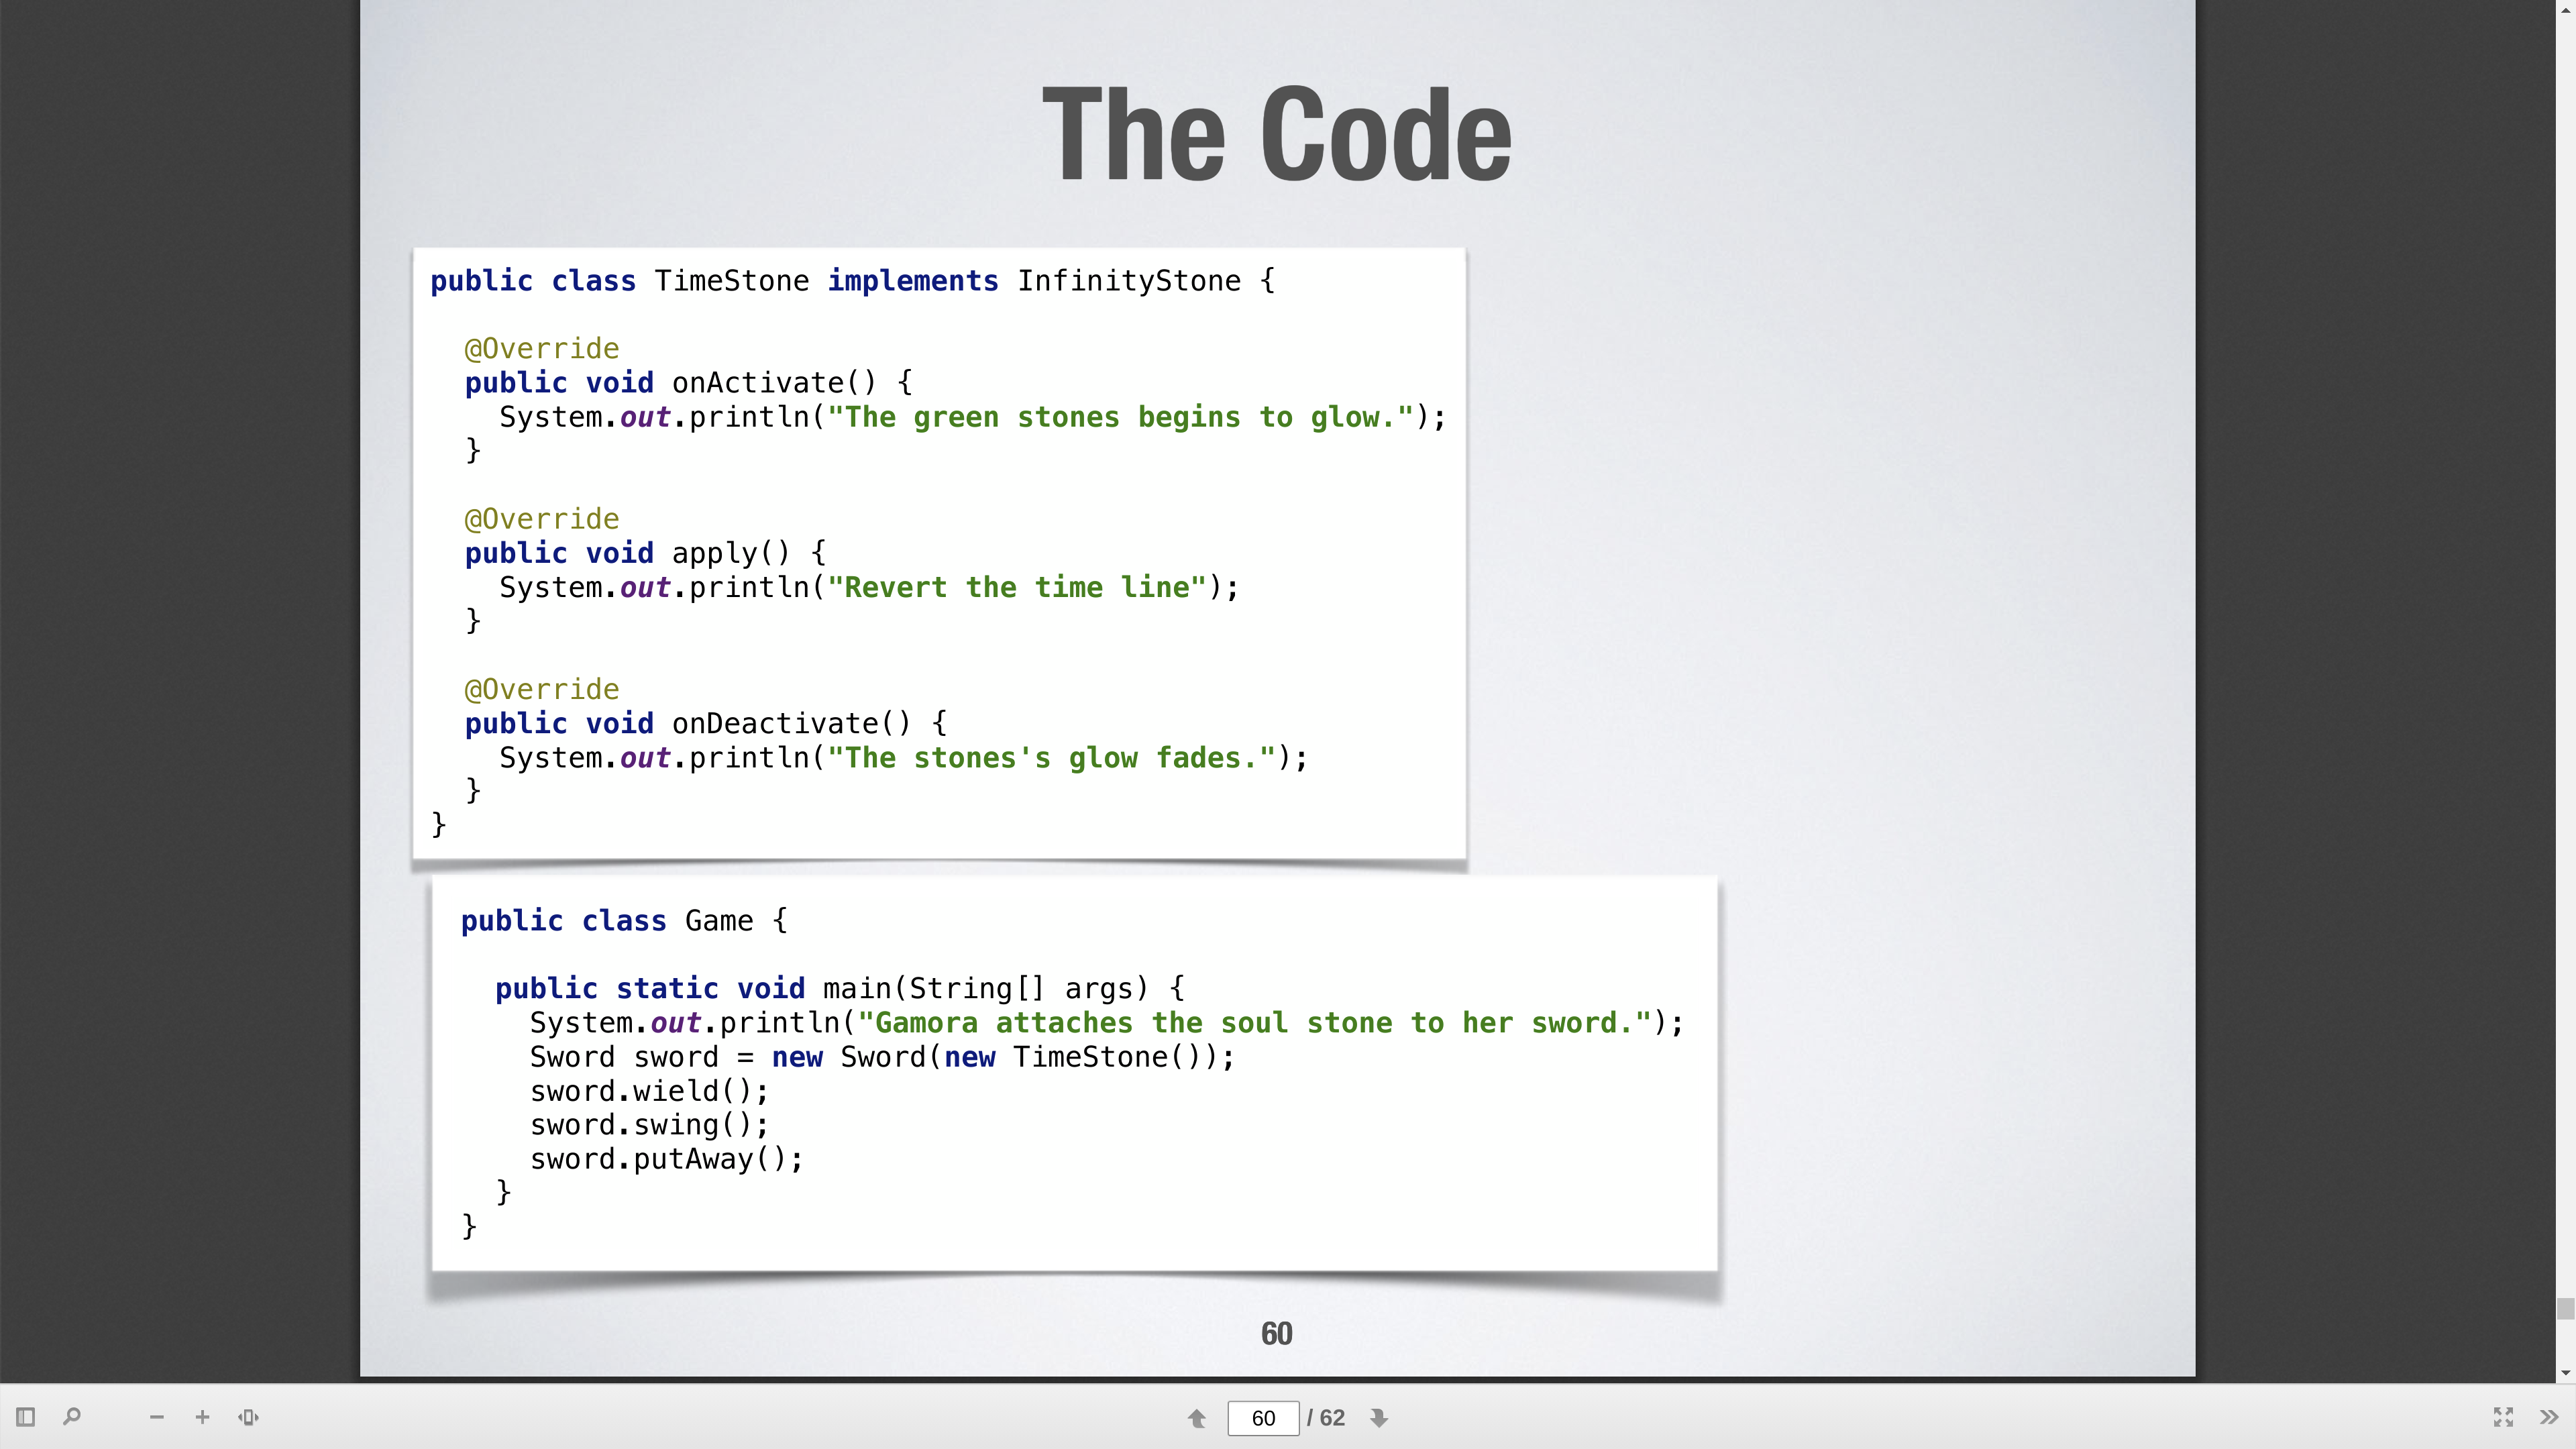 The Code
public class TimeStone implements InfinityStone {
@Override
public void onActivate() {
System.out.println("The green stones begins to glow.");
}
@Override
public void apply() {
System.out.println("Revert the time line");
}
@Override
public void onDeactivate() {
System.out.println("The stones's glow fades.");
}
}
public class Game {
public static void main(String[] args) {
System.out.println("Gamora attaches the soul stone to her sword.");
Sword sword = new Sword(new TimeStone());
sword.wield();
sword.swing();
sword.putAway();
}
}
60
60 / 62